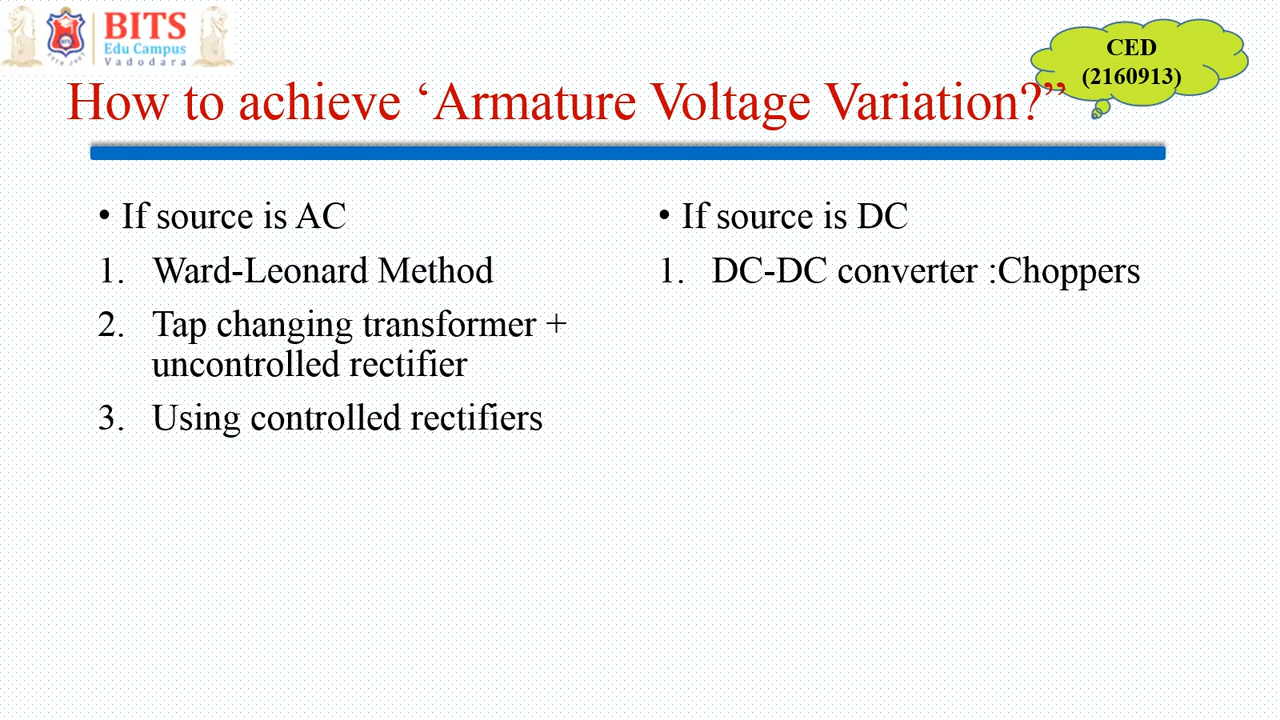 BITS
Edu Campus
Vadodara
CED
(2160913)
How to achieve ‘Armature Voltage Variation?”
• If source is AC
1. Ward-Leonard Method
2. Tap changing transformer +
uncontrolled rectifier
3. Using controlled rectifiers
• If source is DC
1. DC-DC converter :Choppers